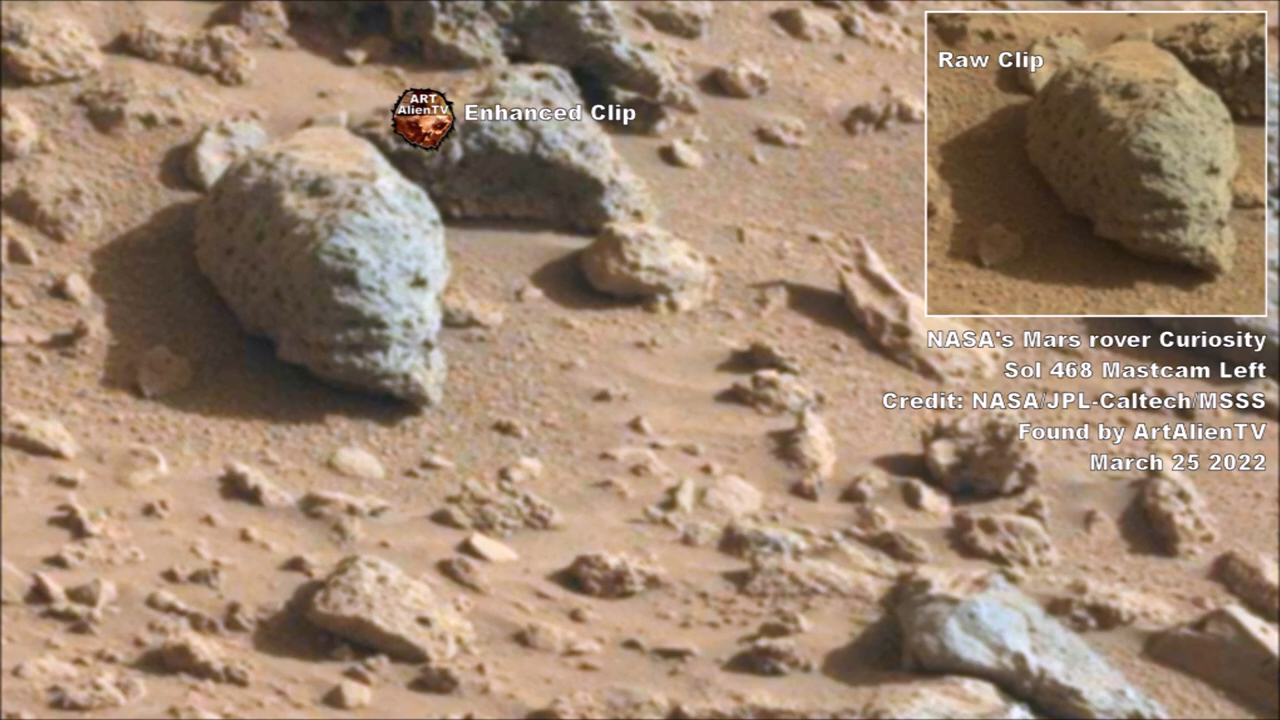 ART
AlienTV
Enhanced Clip
Raw Clip
NASA's Mars rover Curiosity
Sol 468 Mastcam Left
Credit: NASA/JPL-Caltech/MSSS
Found by ArtAlienTV
March 25 2022